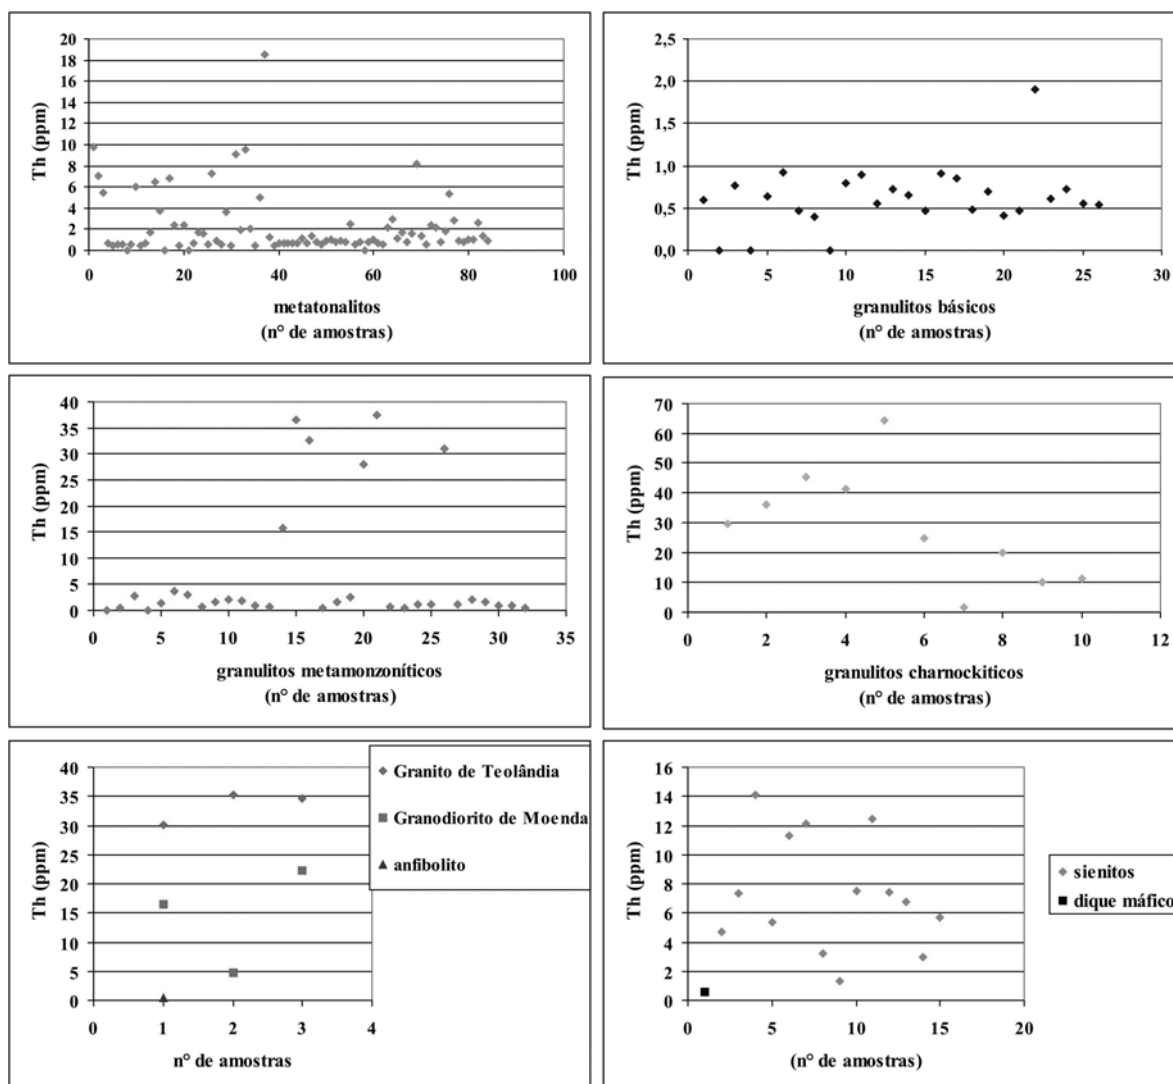 Th (ppm)
20
18
16
14
12
10
8
6
4
2
0
0 20 40 60 80 100
metatonalitos
(n° de amostras)
Th (ppm)
2,5
2,0
1,5
1,0
0,5
0,0
0 5 10 15 20 25 30
granulitos básicos
(n° de amostras)
Th (ppm)
40
35
30
25
20
15
10
5
0
0 5 10 15 20 25 30 35
granulitos metamonzoníticos
(n° de amostras)
Th (ppm)
70
60
50
40
30
20
10
0
0 2 4 6 8 10 12
granulitos charnockiticos
(n° de amostras)
Th (ppm)
40
35
30
25
20
15
10
5
0
0 1 2 3 4
n° de amostras
Granito de Teolândia
Granodiorito de Moenda
anfibolito
Th (ppm)
16
14
12
10
8
6
4
2
0
0 5 10 15 20
(n° de amostras)
sienitos
dique máfico